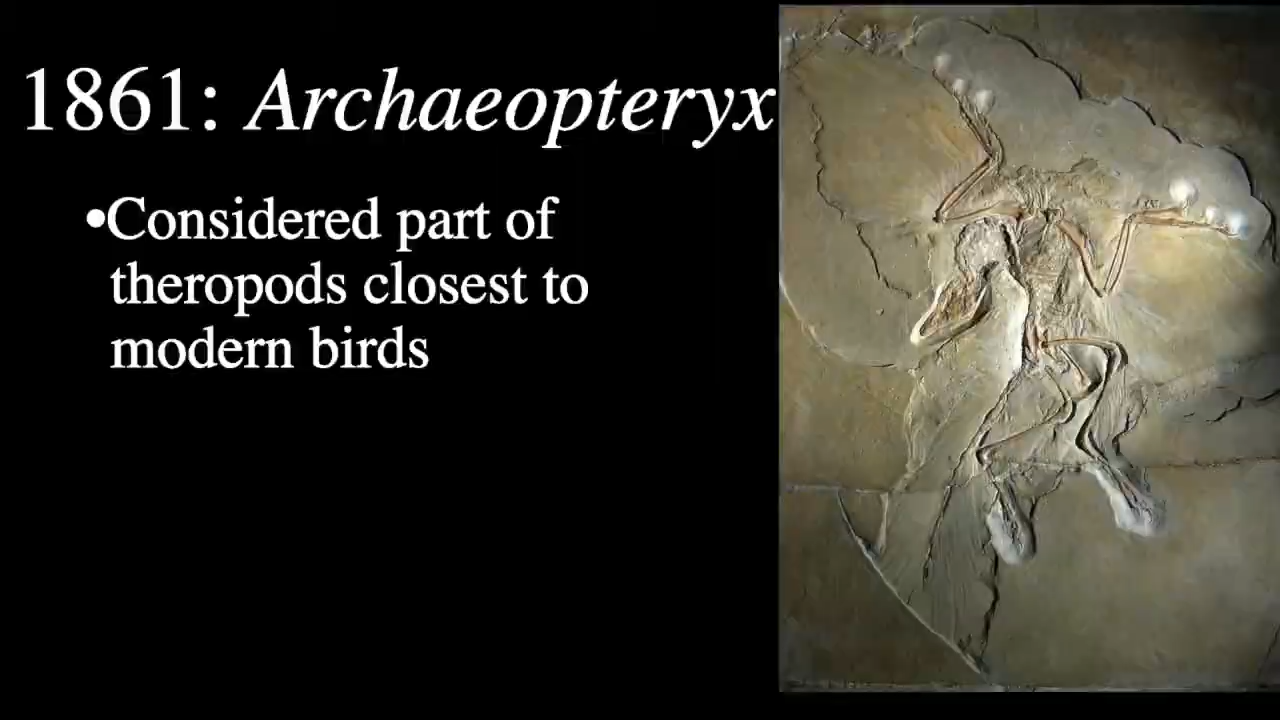 1861: Archaeopteryx
•Considered part of
theropods closest to
modern birds